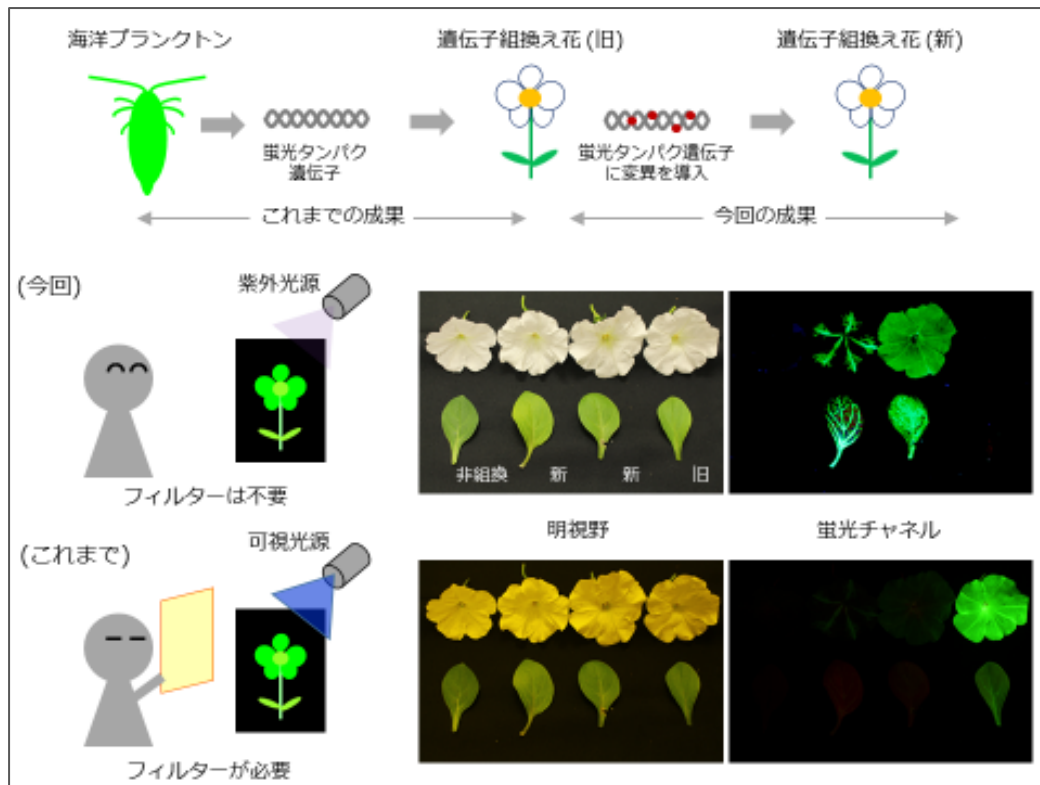 海洋プランクトン
遺伝子組換え花 (旧)
遺伝子組換え花 (新)
蛍光タンパク
遺伝子
蛍光タンパク遺伝子
に変異を導入
これまでの成果
今回の成果
(今回)
紫外光源
非組換
新
新
旧
フィルターは不要
明視野
蛍光チャネル
(これまで)
可視光源
フィルターが必要